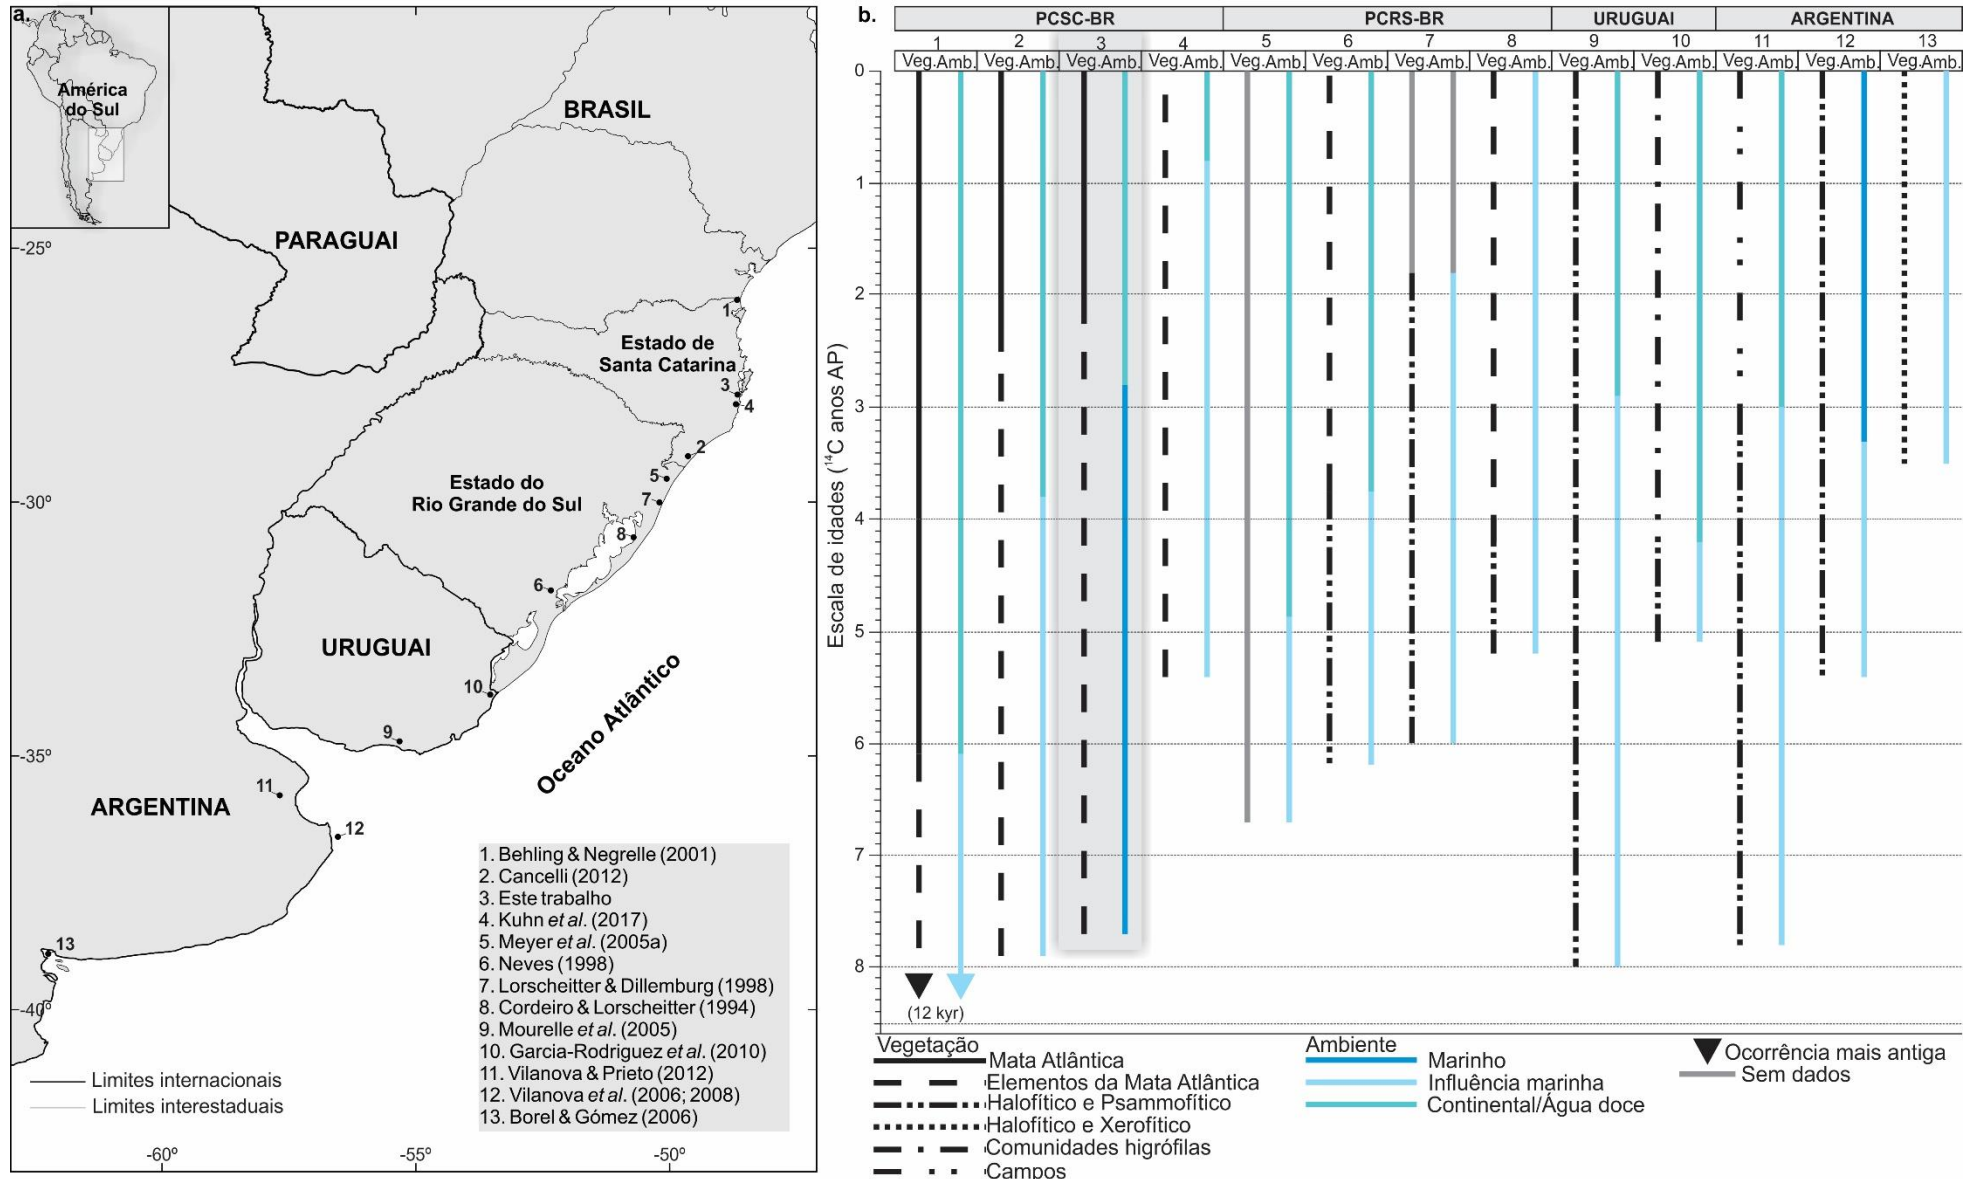 a.
América
do Sul
BRASIL
PARAGUAI
-25º
1
Estado de
Santa Catarina
3
4
2
5
Estado do
Rio Grande do Sul
-30º
7
8
6
URUGUAI
10
9
Oceano Atlântico
-35º
11
ARGENTINA
12
13
-40º
1. Behling & Negrelle (2001)
2. Cancelli (2012)
3. Este trabalho
4. Kuhn et al. (2017)
5. Meyer et al. (2005a)
6. Neves (1998)
7. Lorscheitter & Dillemburg (1998)
8. Cordeiro & Lorscheitter (1994)
9. Mourelle et al. (2005)
10. Garcia-Rodriguez et al. (2010)
11. Vilanova & Prieto (2012)
12. Vilanova et al. (2006; 2008)
13. Borel & Gómez (2006)
Limites internacionais
Limites interestaduais
-60º -55º -50º
b.
PCSC-BR PCRS-BR URUGUAI ARGENTINA
1 2 3 4 5 6 7 8 9 10 11 12 13
Veg. Amb. Veg. Amb. Veg. Amb. Veg. Amb. Veg. Amb. Veg. Amb. Veg. Amb. Veg. Amb. Veg. Amb. Veg. Amb. Veg. Amb. Veg. Amb. Veg. Amb.
Escala de idades (¹⁴C anos AP)
0
1
2
3
4
5
6
7
8
(12 kyr)
Vegetação
Mata Atlântica
Elementos da Mata Atlântica
Halofítico e Psammofítico
Halofítico e Xerofítico
Comunidades higrófilas
Campos
Ambiente
Marinho
Influência marinha
Continental/Água doce
Ocorrência mais antiga
Sem dados